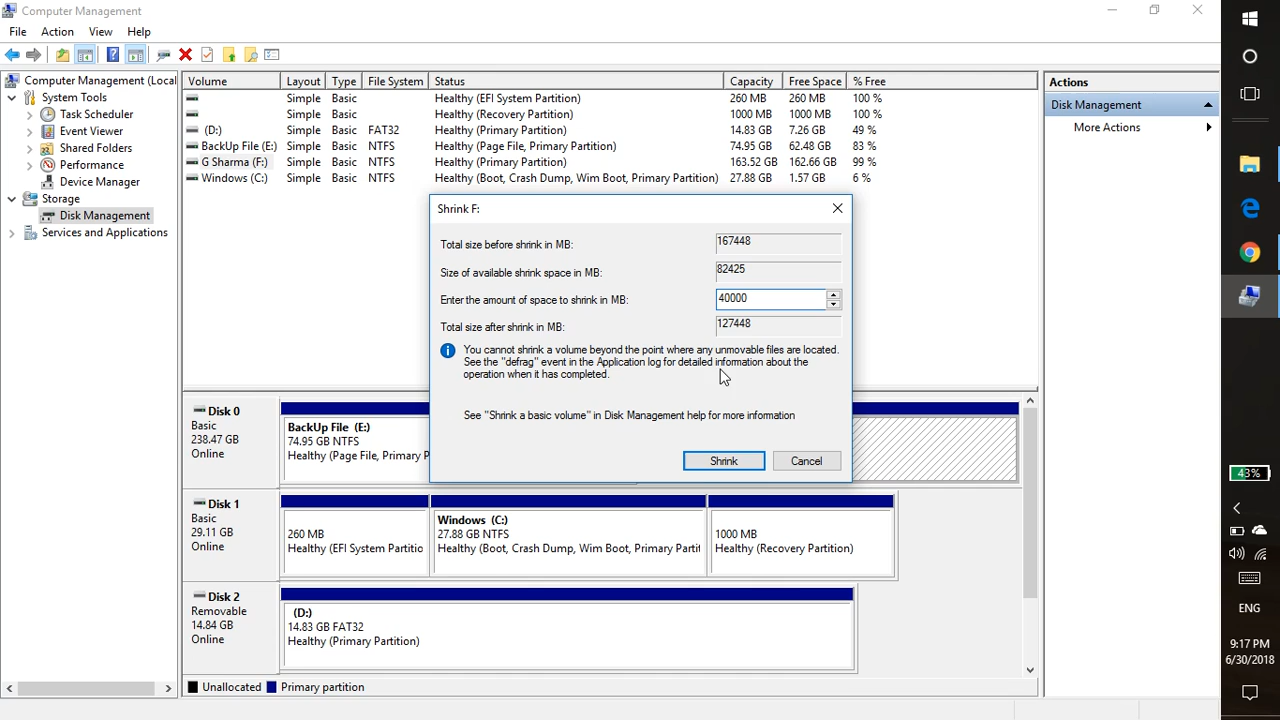 Computer Management
File Action View Help
Computer Management (Local
System Tools
Task Scheduler
Event Viewer
Shared Folders
Performance
Device Manager
Storage
Disk Management
Services and Applications
Volume Layout Type File System Status Capacity Free Space % Free
Simple Basic Healthy (EFI System Partition) 260 MB 260 MB 100 %
Simple Basic Healthy (Recovery Partition) 1000 MB 1000 MB 100 %
(D:) Simple Basic FAT32 Healthy (Primary Partition) 14.83 GB 7.26 GB 49 %
BackUp File (E:) Simple Basic NTFS Healthy (Page File, Primary Partition) 74.95 GB 62.48 GB 83 %
G Sharma (F:) Simple Basic NTFS Healthy (Primary Partition) 163.52 GB 162.66 GB 99 %
Windows (C:) Simple Basic NTFS Healthy (Boot, Crash Dump, Wim Boot, Primary Partition) 27.88 GB 1.57 GB 6 %
Shrink F:
Total size before shrink in MB: 167448
Size of available shrink space in MB: 82425
Enter the amount of space to shrink in MB: 40000
Total size after shrink in MB: 127448
You cannot shrink a volume beyond the point where any unmovable files are located.
See the "defrag" event in the Application log for detailed information about the
operation when it has completed.
See "Shrink a basic volume" in Disk Management help for more information
Shrink Cancel
Disk 0
Basic
238.47 GB
Online
BackUp File (E:)
74.95 GB NTFS
Healthy (Page File, Primary P
Disk 1
Basic
29.11 GB
Online
260 MB
Healthy (EFI System Partitio
Windows (C:)
27.88 GB NTFS
Healthy (Boot, Crash Dump, Wim Boot, Primary Partit
1000 MB
Healthy (Recovery Partition)
Disk 2
Removable
14.84 GB
Online
(D:)
14.83 GB FAT32
Healthy (Primary Partition)
Unallocated Primary partition
Actions
Disk Management
More Actions
43%
ENG
9:17 PM
6/30/2018